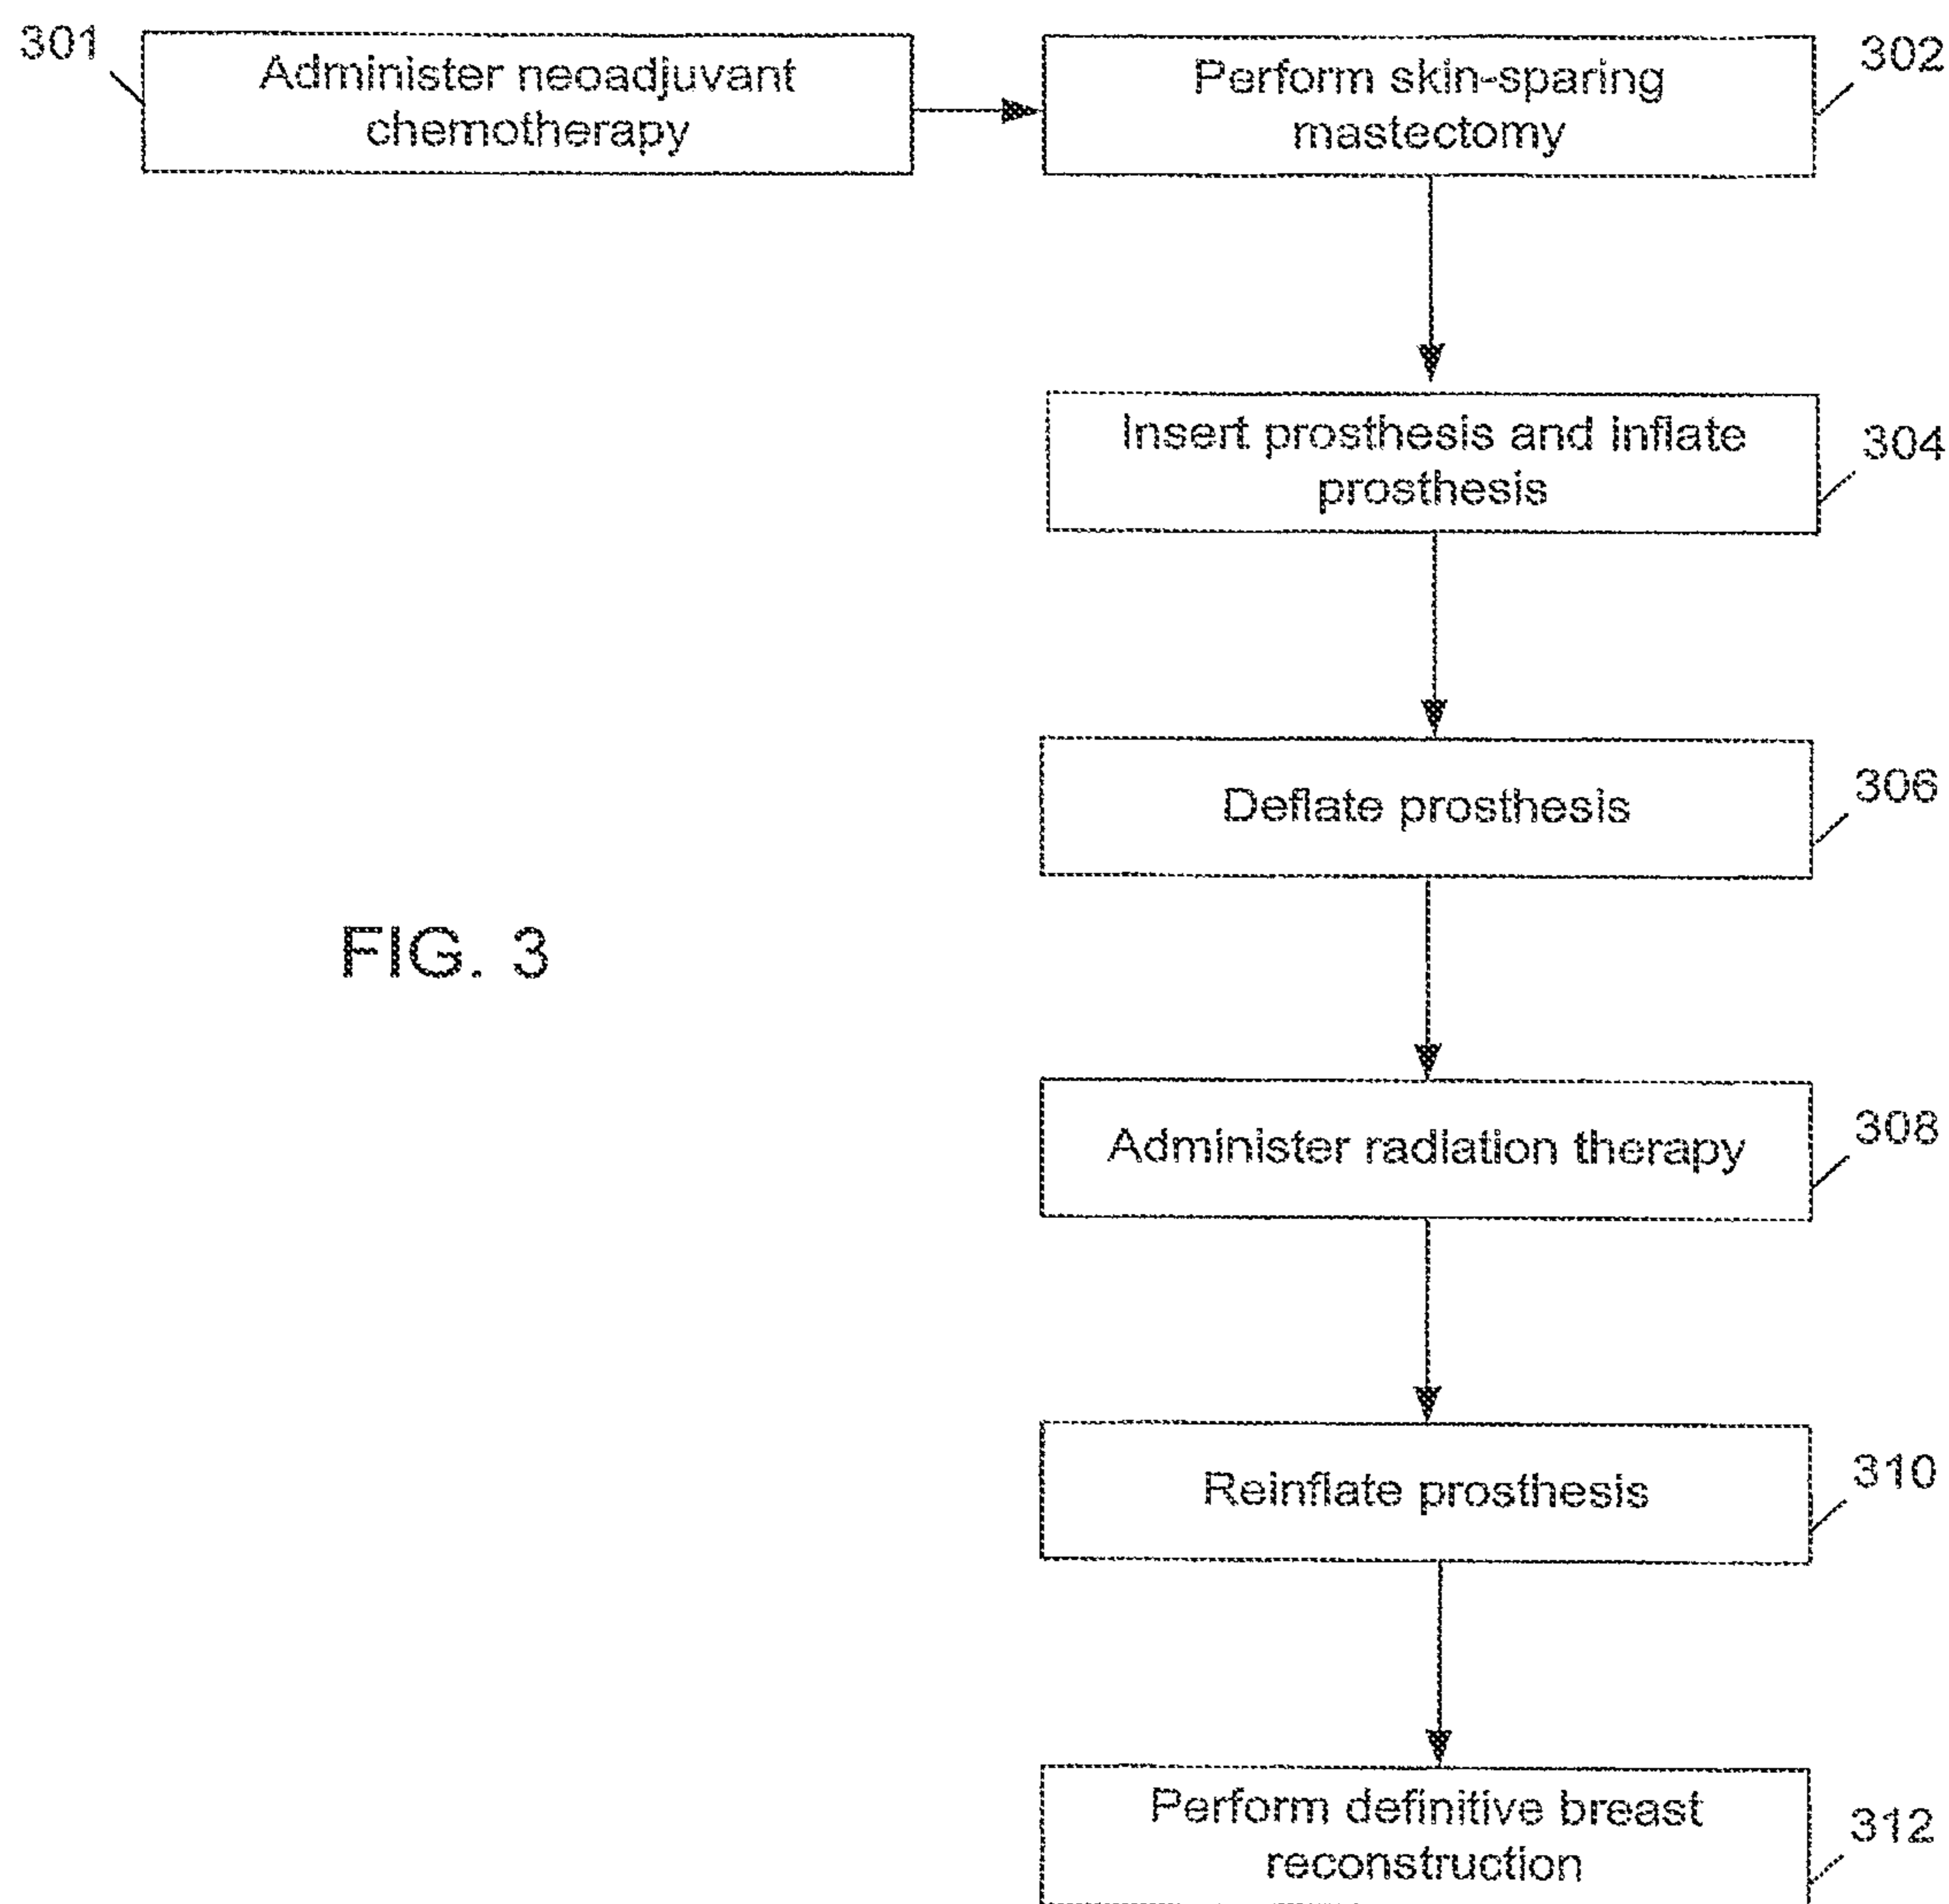 301
Administer neoadjuvant
chemotherapy
Perform skin-sparing
mastectomy
302
Insert prosthesis and inflate
prosthesis
304
Deflate prosthesis
306
FIG. 3
Administer radiation therapy
308
Reinflate prosthesis
310
Perform definitive breast
reconstruction
312